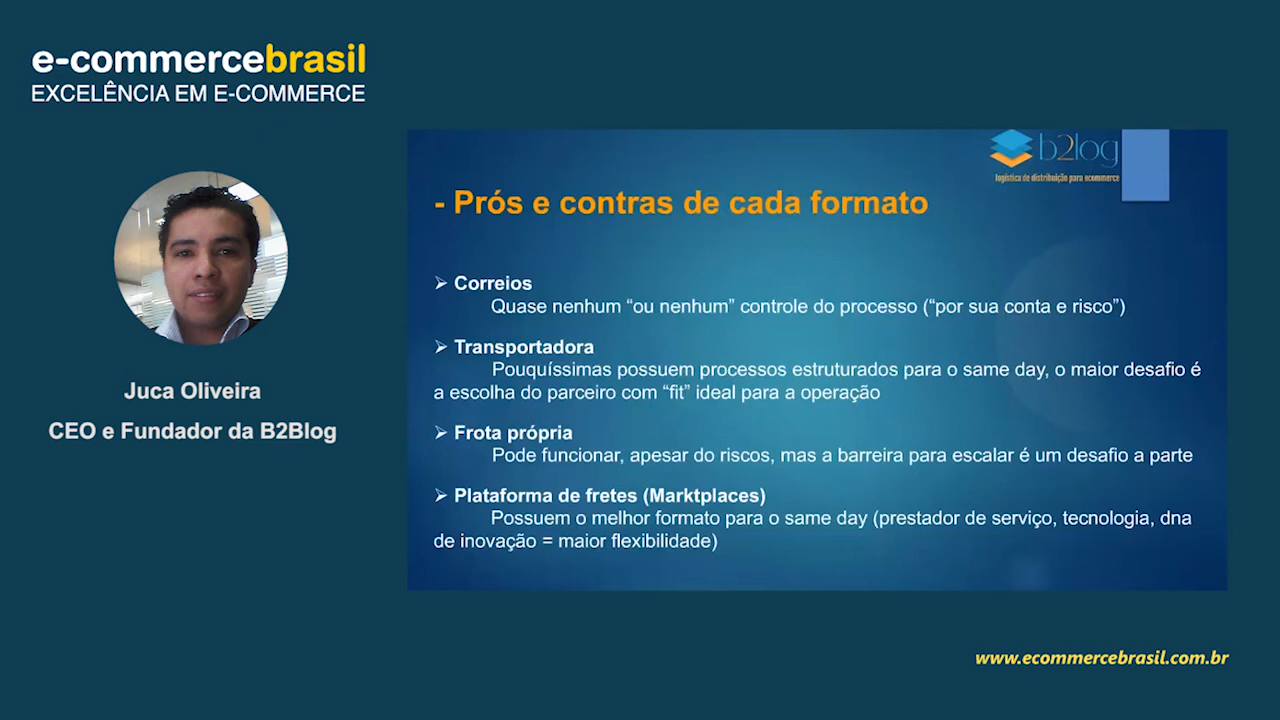 e-commercebrasil
EXCELÊNCIA EM E-COMMERCE
Juca Oliveira
CEO e Fundador da B2Blog
b2log
logística de distribuição para ecommerce
- Prós e contras de cada formato
➢ Correios
Quase nenhum “ou nenhum” controle do processo (“por sua conta e risco”)
➢ Transportadora
Pouquíssimas possuem processos estruturados para o same day, o maior desafio é
a escolha do parceiro com “fit” ideal para a operação
➢ Frota própria
Pode funcionar, apesar do riscos, mas a barreira para escalar é um desafio a parte
➢ Plataforma de fretes (Marktplaces)
Possuem o melhor formato para o same day (prestador de serviço, tecnologia, dna
de inovação = maior flexibilidade)
www.ecommercebrasil.com.br